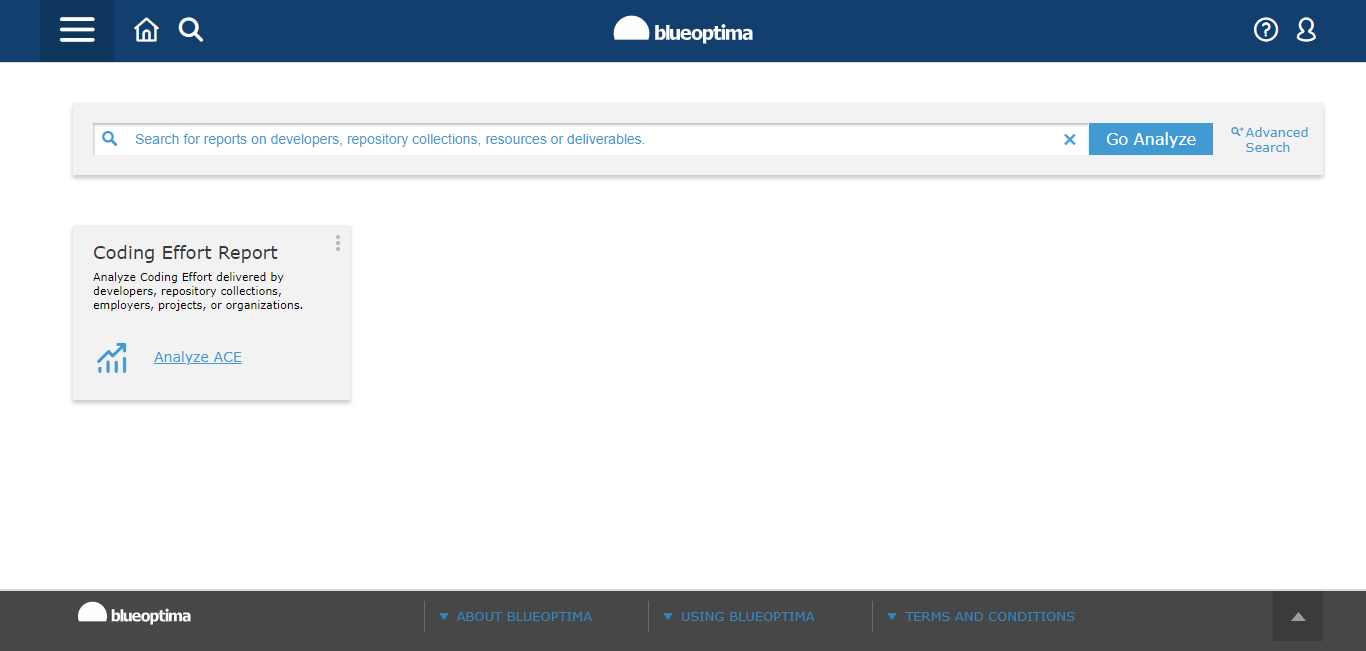 blueoptima
Search for reports on developers, repository collections, resources or deliverables.
Go Analyze
Advanced
Search
Coding Effort Report
Analyze Coding Effort delivered by
developers, repository collections,
employers, projects, or organizations.
Analyze ACE
blueoptima
ABOUT BLUEOPTIMA
USING BLUEOPTIMA
TERMS AND CONDITIONS